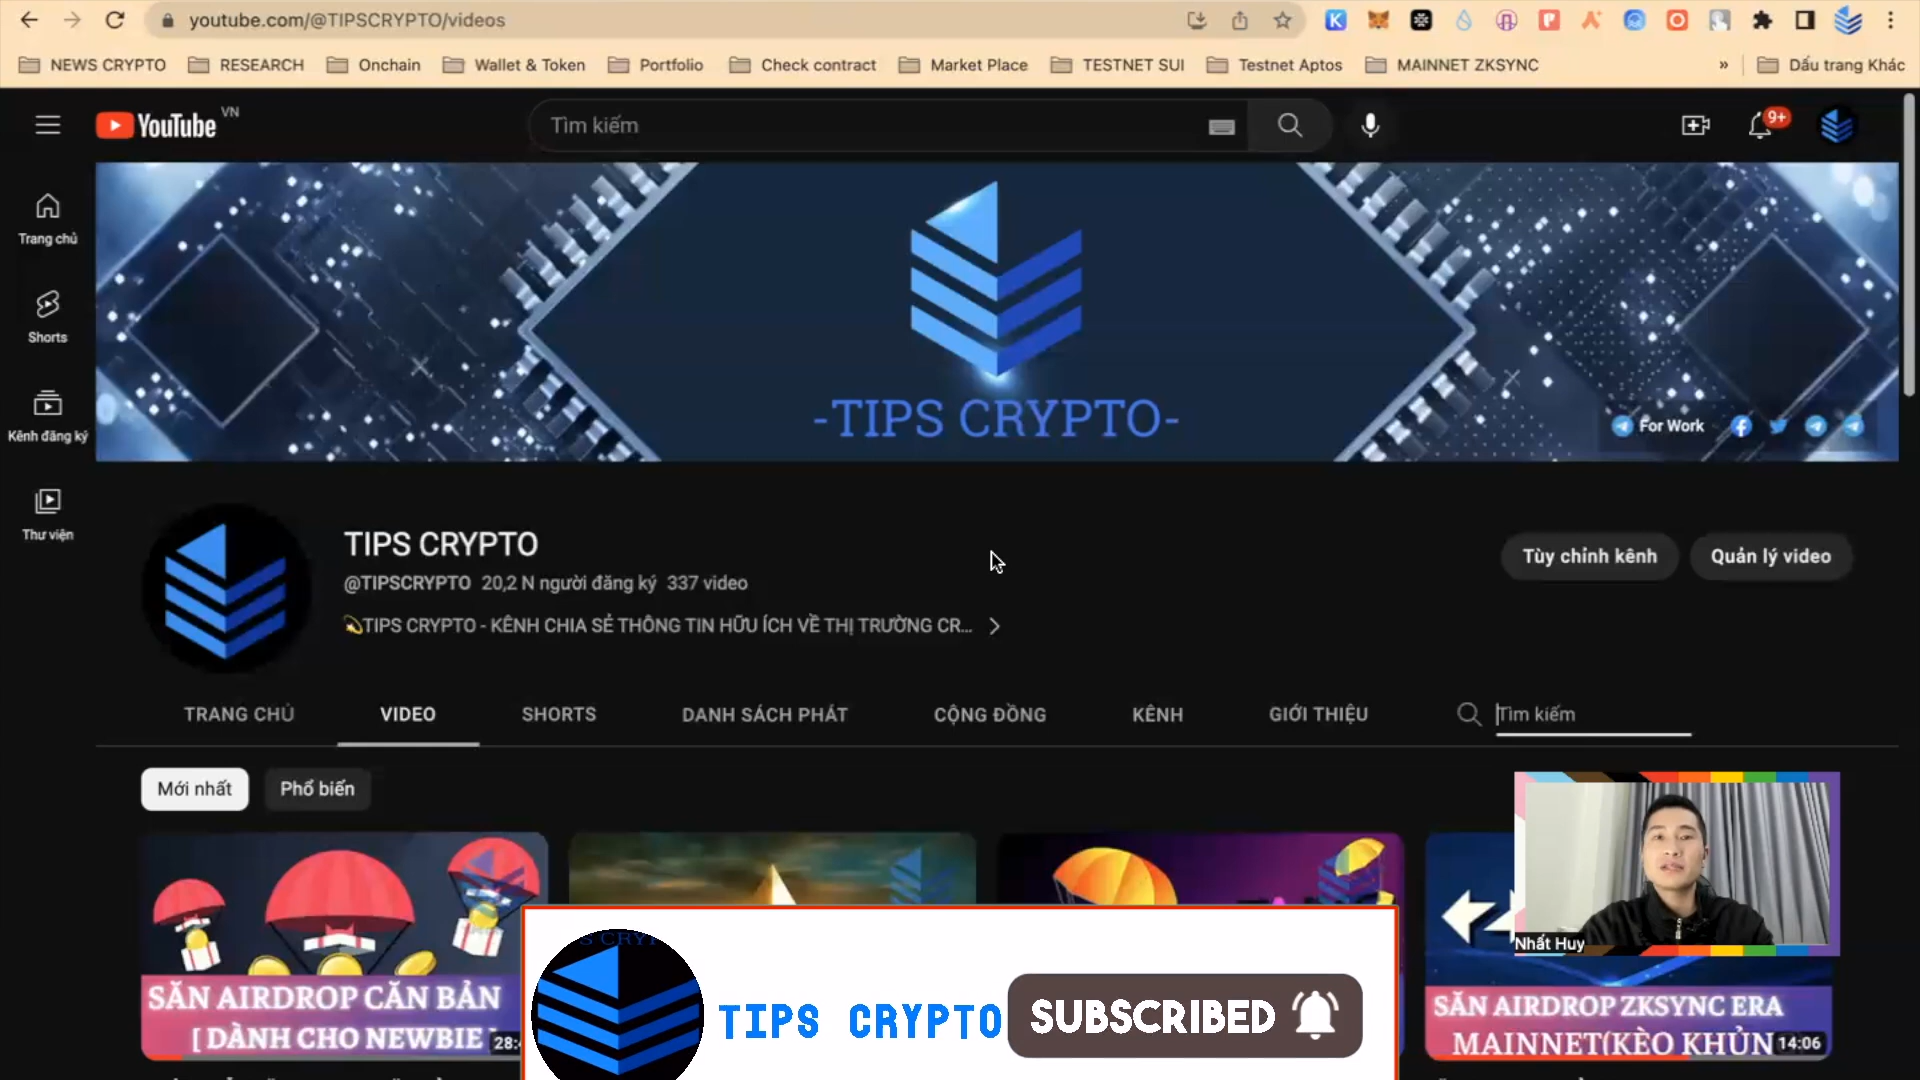 youtube.com/@TIPSCRYPTO/videos
NEWS CRYPTO
RESEARCH
Onchain
Wallet & Token
Portfolio
Check contract
Market Place
TESTNET SUI
Testnet Aptos
MAINNET ZKSYNC
»
Dấu trang Khác
YouTube VN
Tìm kiếm
9+
Trang chủ
Shorts
Kênh đăng ký
Thư viện
-TIPS CRYPTO-
For Work
TIPS CRYPTO
@TIPSCRYPTO 20,2 N người đăng ký 337 video
💫TIPS CRYPTO - KÊNH CHIA SẺ THÔNG TIN HỮU ÍCH VỀ THỊ TRƯỜNG CR...
Tùy chỉnh kênh
Quản lý video
TRANG CHỦ
VIDEO
SHORTS
DANH SÁCH PHÁT
CỘNG ĐỒNG
KÊNH
GIỚI THIỆU
Tìm kiếm
Mới nhất
Phổ biến
SĂN AIRDROP CĂN BẢN
[ DÀNH CHO NEWBIE ]
Nhất Huy
SĂN AIRDROP ZKSYNC ERA
MAINNET(KÈO KHỦN
14:06
TIPS CRYPTO
SUBSCRIBED